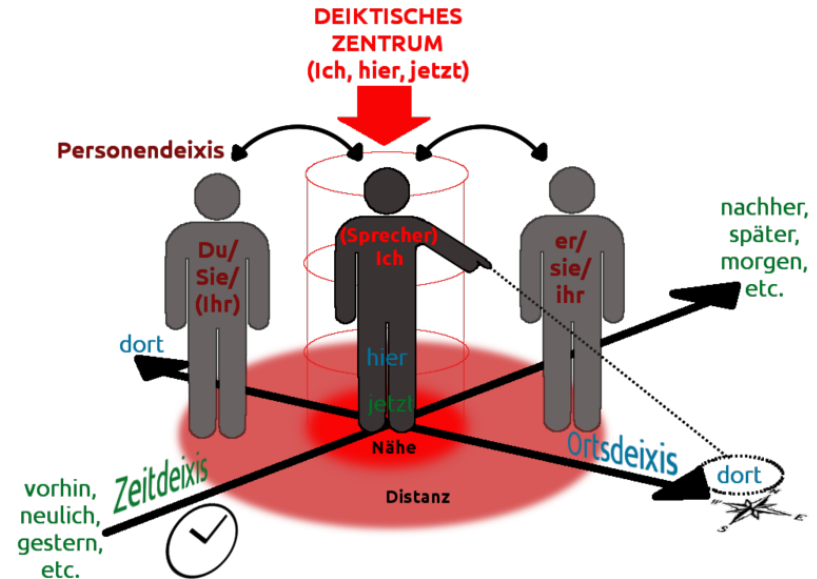 DEIKTISCHES
ZENTRUM
(Ich, hier, jetzt)
Personendeixis
Du/
Sie/
(Ihr)
(Sprecher)
Ich
er/
sie/
ihr
nachher,
später,
morgen,
etc.
dort
hier
jetzt
Nähe
Distanz
Zeitdeixis
Ortsdeixis
dort
vorhin,
neulich,
gestern,
etc.
W
N
S
E